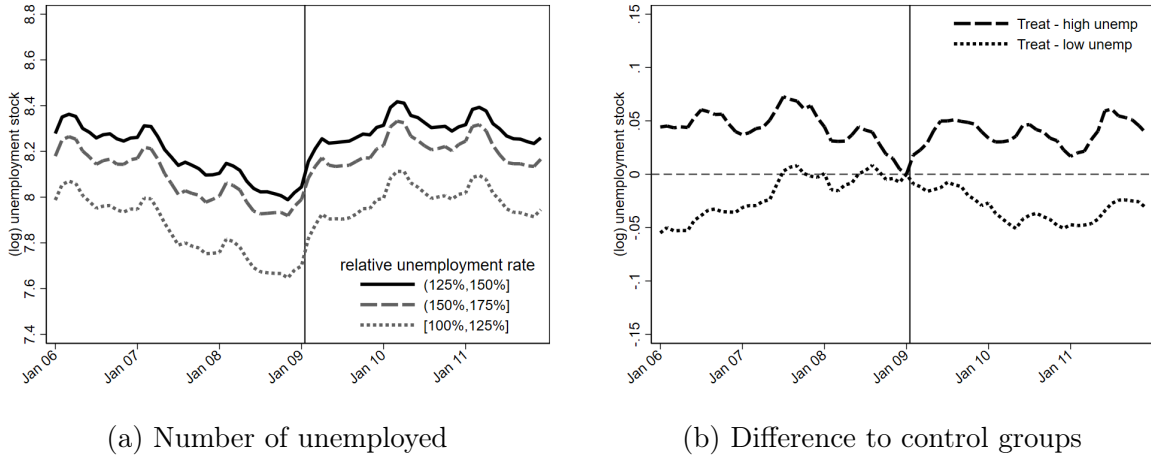 8.8
8.6
8.4
8.2
8
7.8
7.6
7.4
(log) unemployment stock
relative unemployment rate
(125%,150%]
(150%,175%]
[100%,125%]
Jan 06
Jan 07
Jan 08
Jan 09
Jan 10
Jan 11
(a) Number of unemployed
.15
.1
.05
0
-.05
-.1
-.15
(log) unemployment stock
Treat - high unemp
Treat - low unemp
Jan 06
Jan 07
Jan 08
Jan 09
Jan 10
Jan 11
(b) Difference to control groups